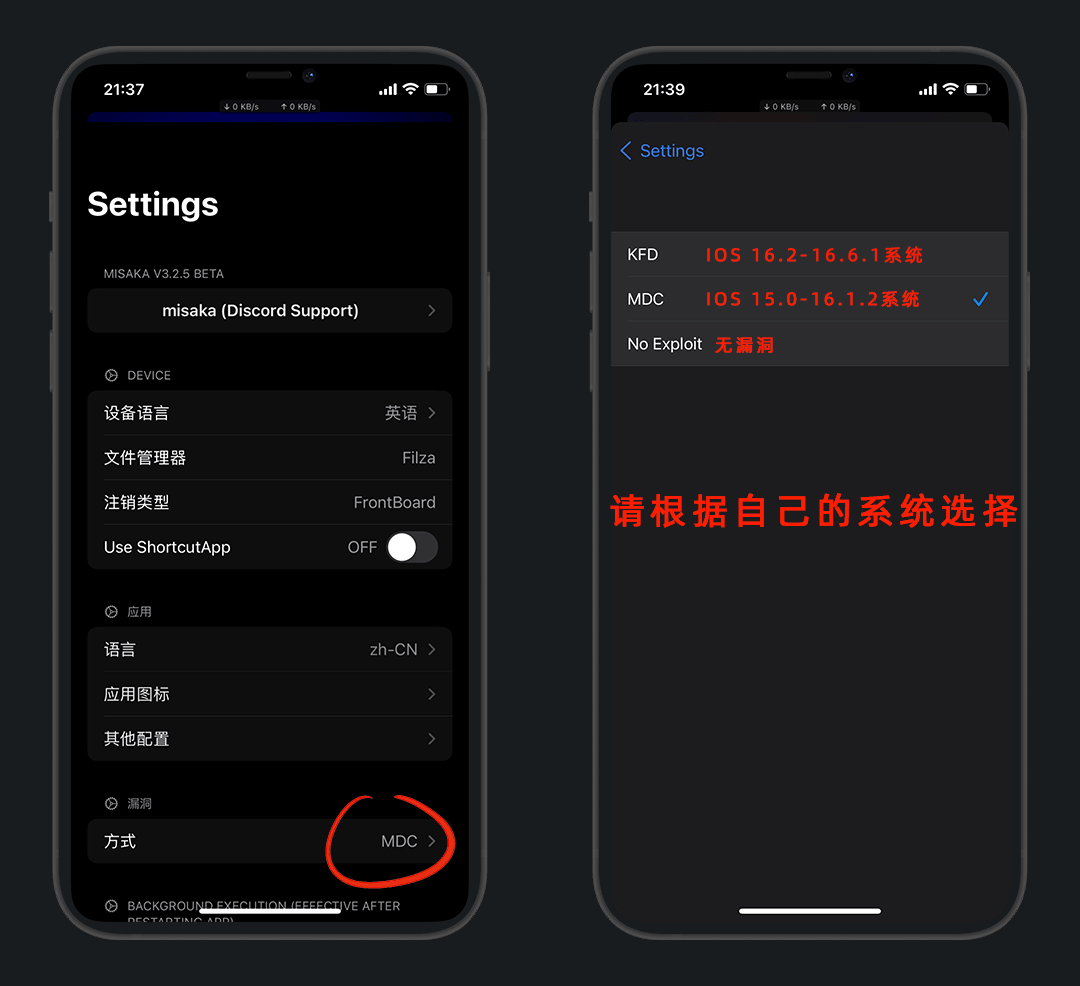 21:37
↓ 0 KB/s ↑ 0 KB/s
Settings
MISAKA V3.2.5 BETA
misaka (Discord Support)
DEVICE
设备语言 英语
文件管理器 Filza
注销类型 FrontBoard
Use ShortcutApp OFF
应用
语言 zh-CN
应用图标
其他配置
漏洞
方式 MDC
BACKGROUND EXECUTION (EFFECTIVE AFTER
RESTARTING APP)
21:39
↓ 0 KB/s ↑ 0 KB/s
Settings
KFD IOS 16.2-16.6.1系统
MDC IOS 15.0-16.1.2系统
No Exploit 无漏洞
请根据自己的系统选择